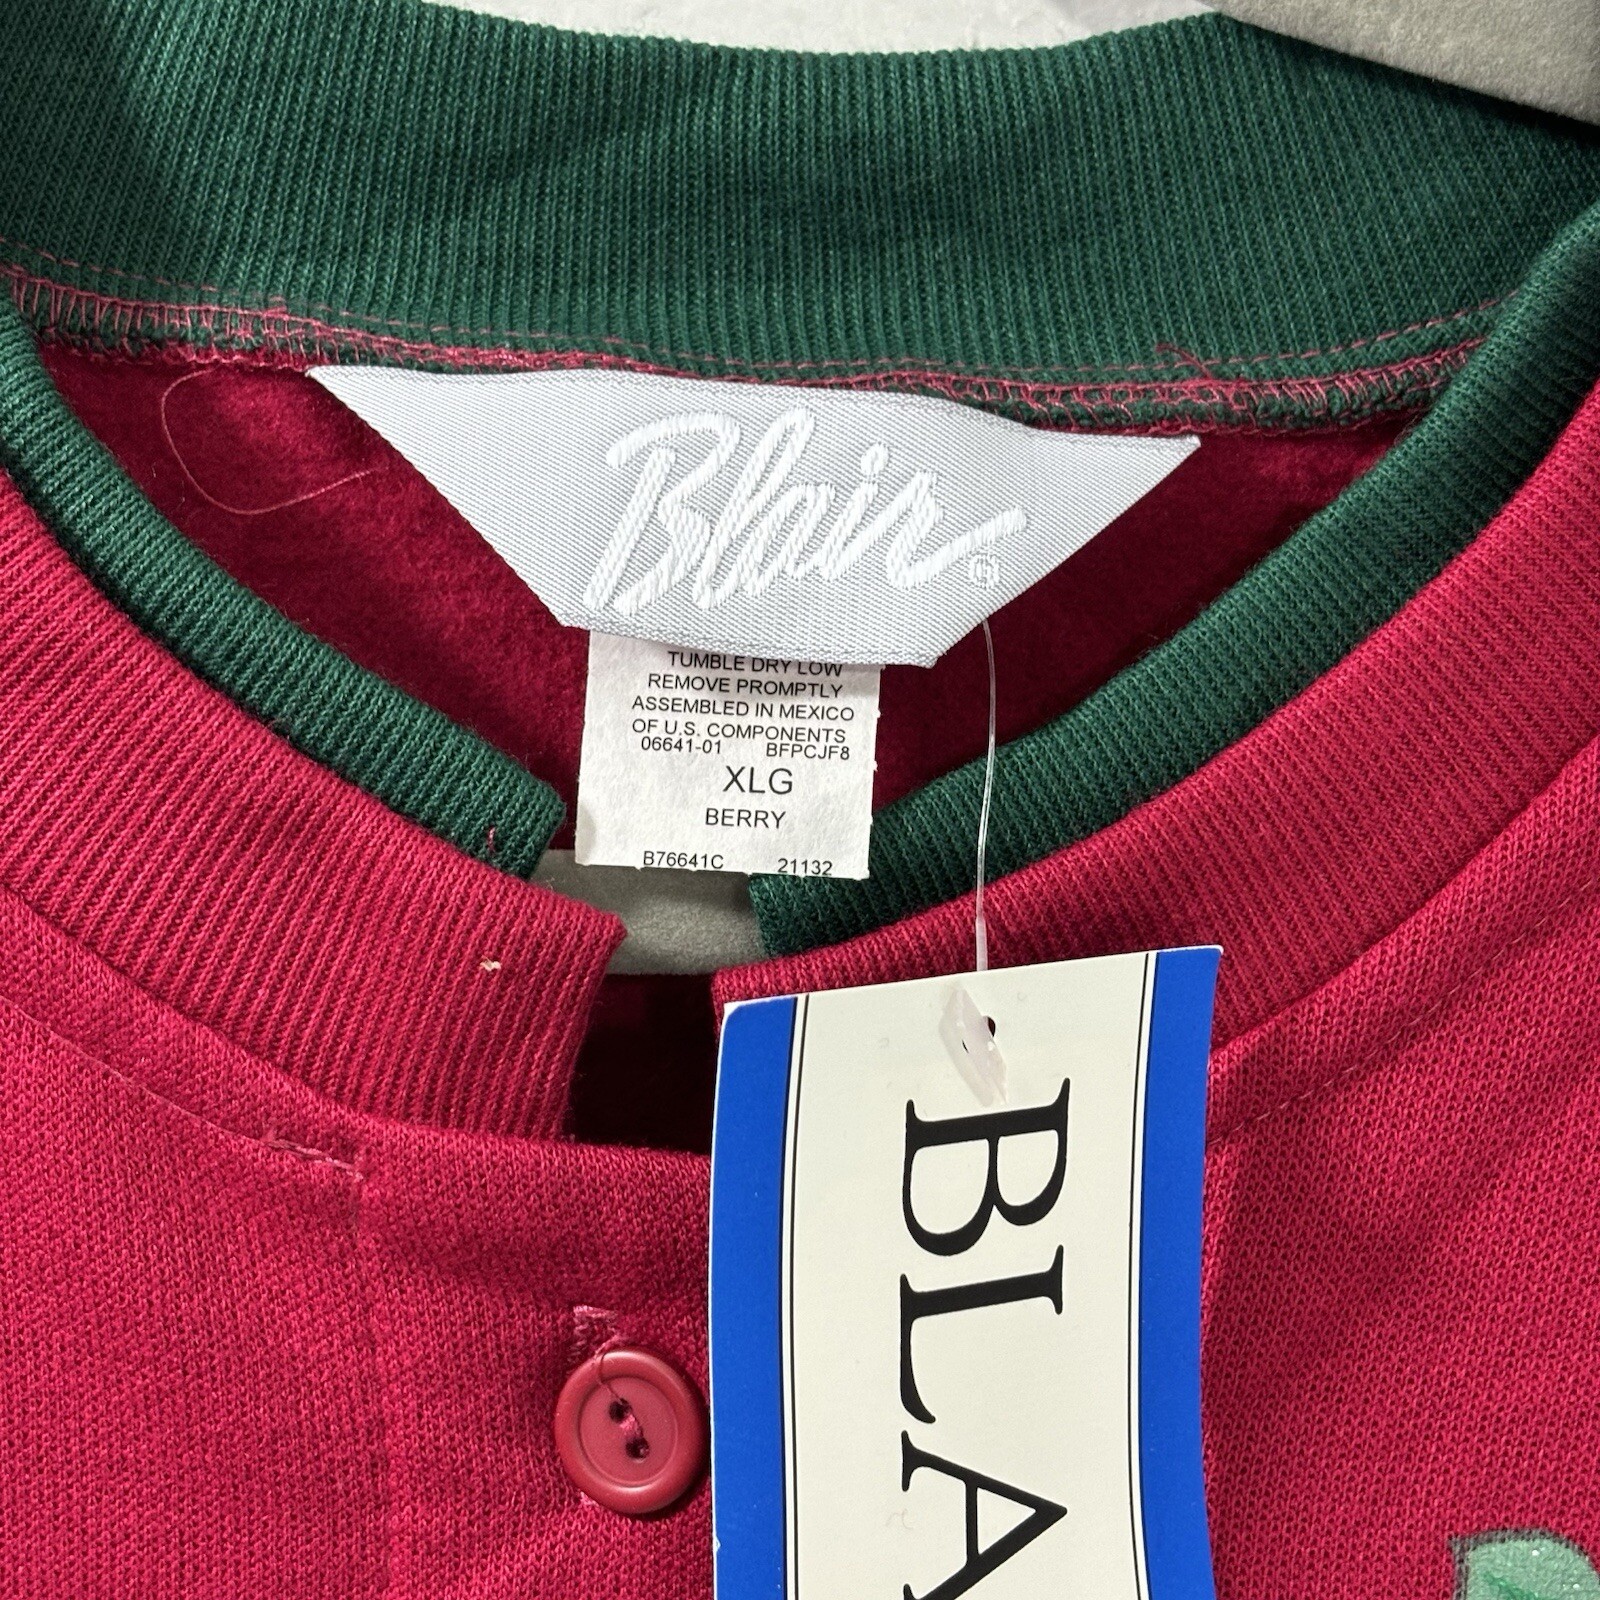 Blair®
TUMBLE DRY LOW
REMOVE PROMPTLY
ASSEMBLED IN MEXICO
OF U.S. COMPONENTS
06641-01 BFPCJF8
XLG
BERRY
B76641C 21132
BLA